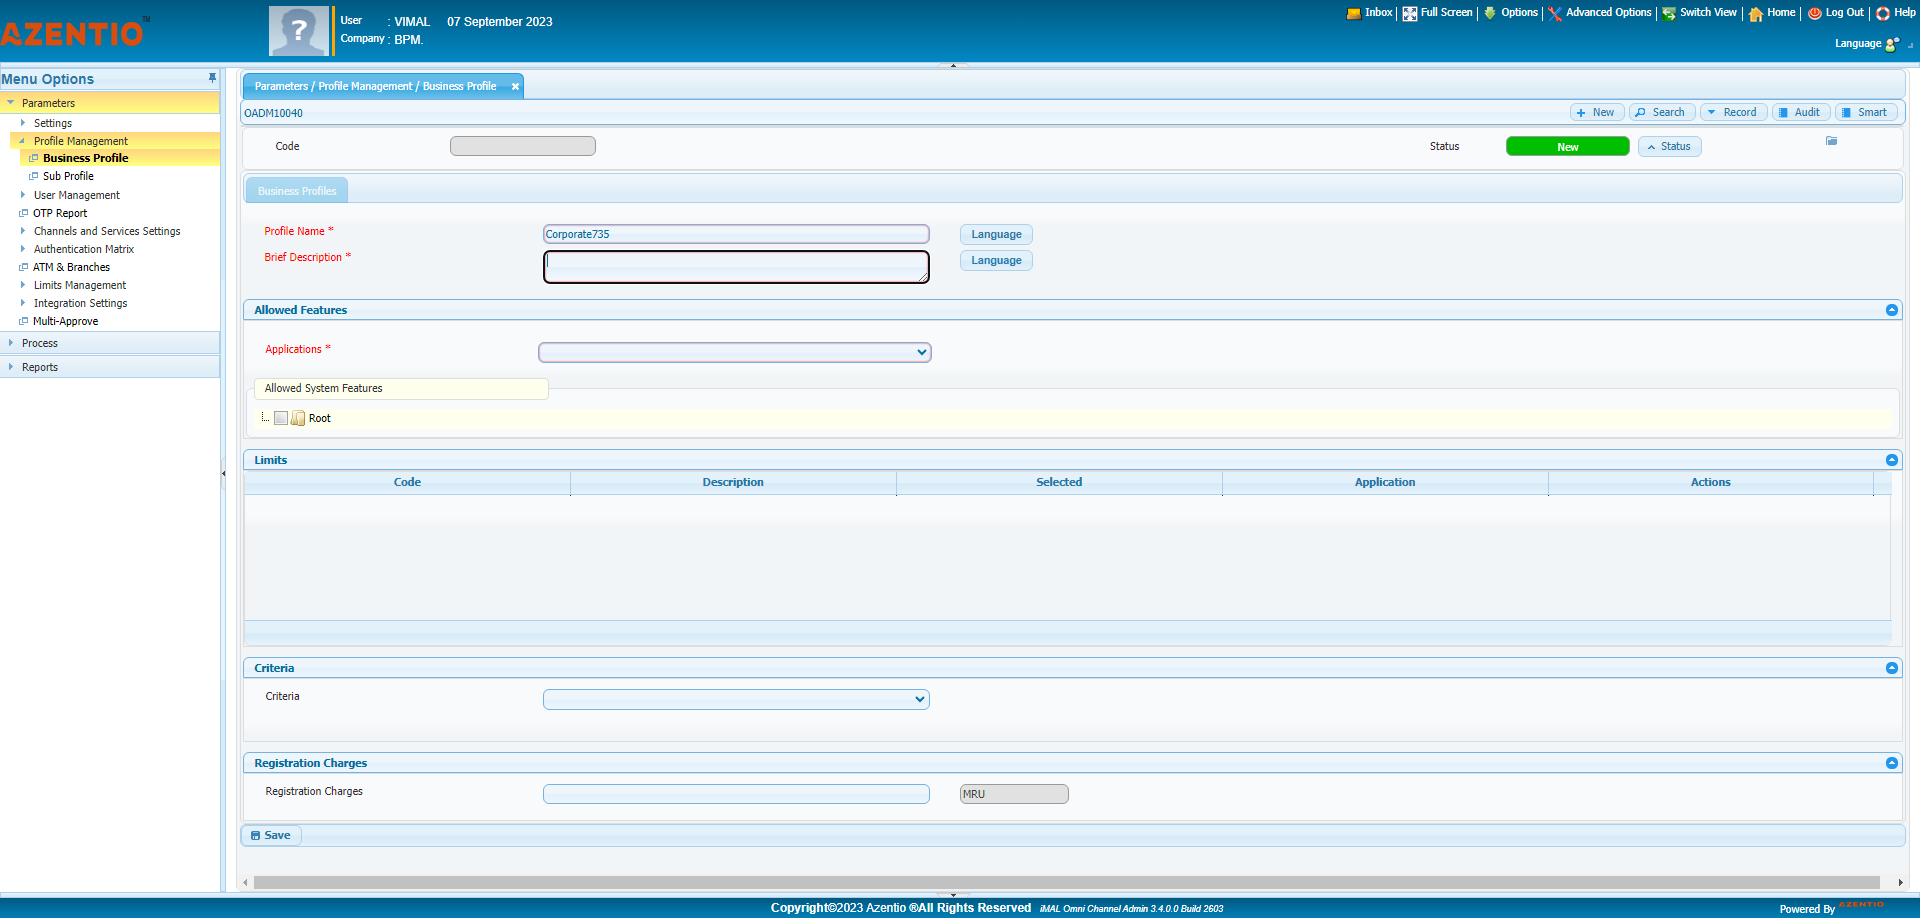 AZENTIO™
User : VIMAL 07 September 2023
Company : BPM.
Inbox Full Screen Options Advanced Options Switch View Home Log Out Help
Language
Menu Options
Parameters
Settings
Profile Management
Business Profile
Sub Profile
User Management
OTP Report
Channels and Services Settings
Authentication Matrix
ATM & Branches
Limits Management
Integration Settings
Multi-Approve
Process
Reports
Parameters / Profile Management / Business Profile
OADM10040
New Search Record Audit Smart
Code
Status New Status
Business Profiles
Profile Name * Corporate735 Language
Brief Description * Language
Allowed Features
Applications *
Allowed System Features
Root
Limits
Code Description Selected Application Actions
Criteria
Criteria
Registration Charges
Registration Charges MRU
Save
Copyright©2023 Azentio ®All Rights Reserved iMAL Omni Channel Admin 3.4.0.0 Build 2603
Powered By AZENTIO